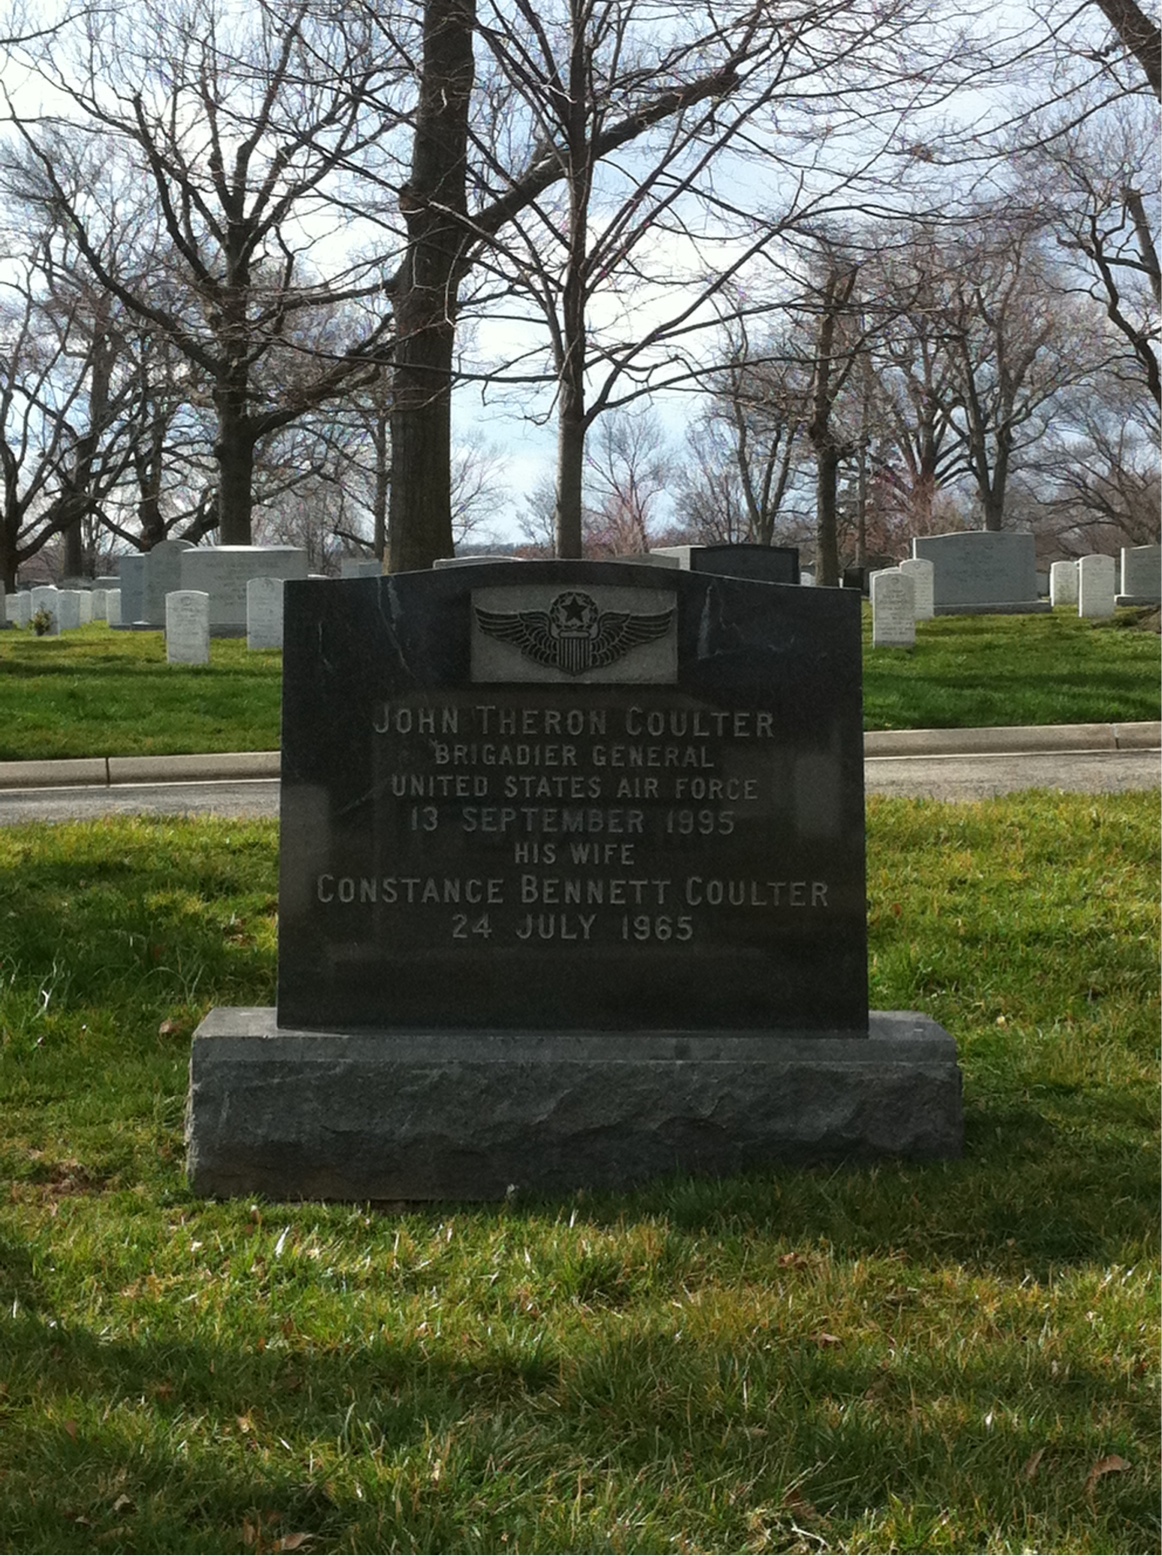 John Theron Coulter
BRIGADIER GENERAL
UNITED STATES AIR FORCE
13 SEPTEMBER 1995
HIS WIFE
Constance Bennett Coulter
24 JULY 1965